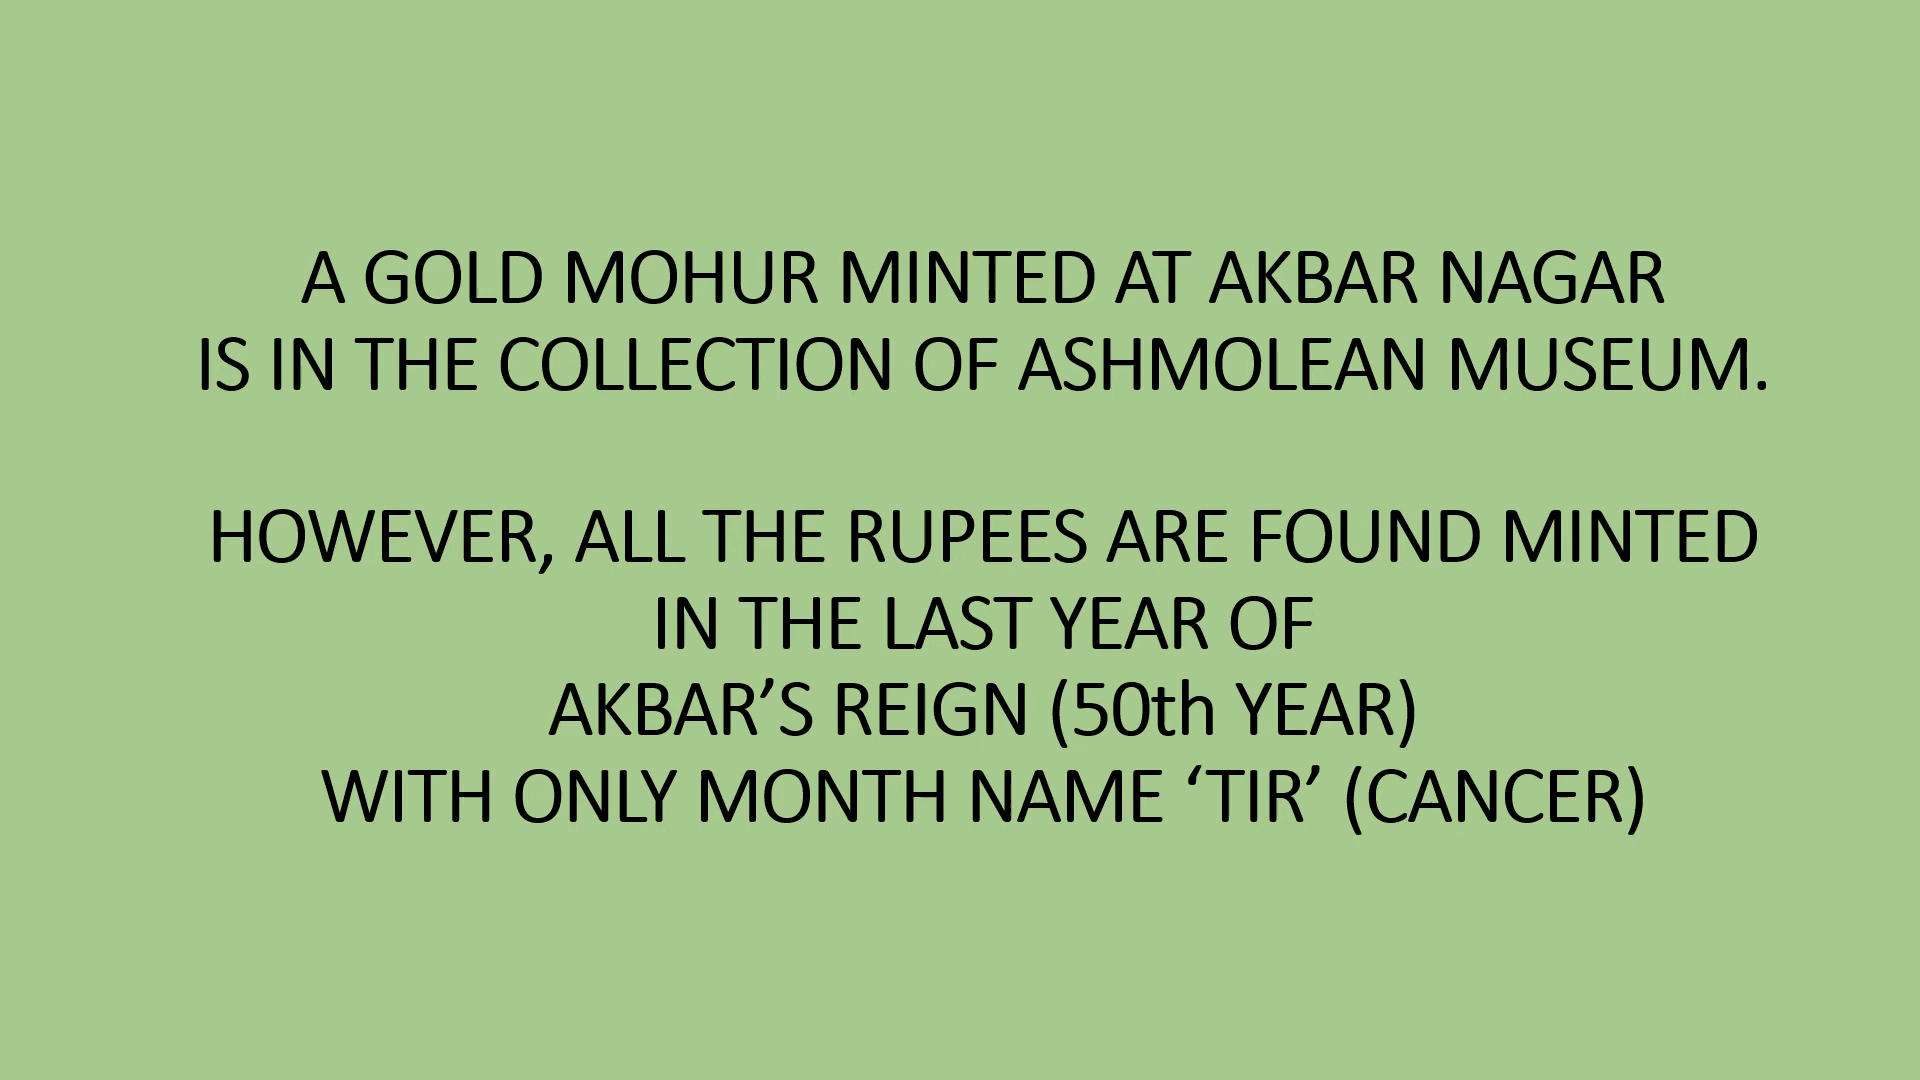 A GOLD MOHUR MINTED AT AKBAR NAGAR
IS IN THE COLLECTION OF ASHMOLEAN MUSEUM.
HOWEVER, ALL THE RUPEES ARE FOUND MINTED
IN THE LAST YEAR OF
AKBAR’S REIGN (50th YEAR)
WITH ONLY MONTH NAME ‘TIR’ (CANCER)